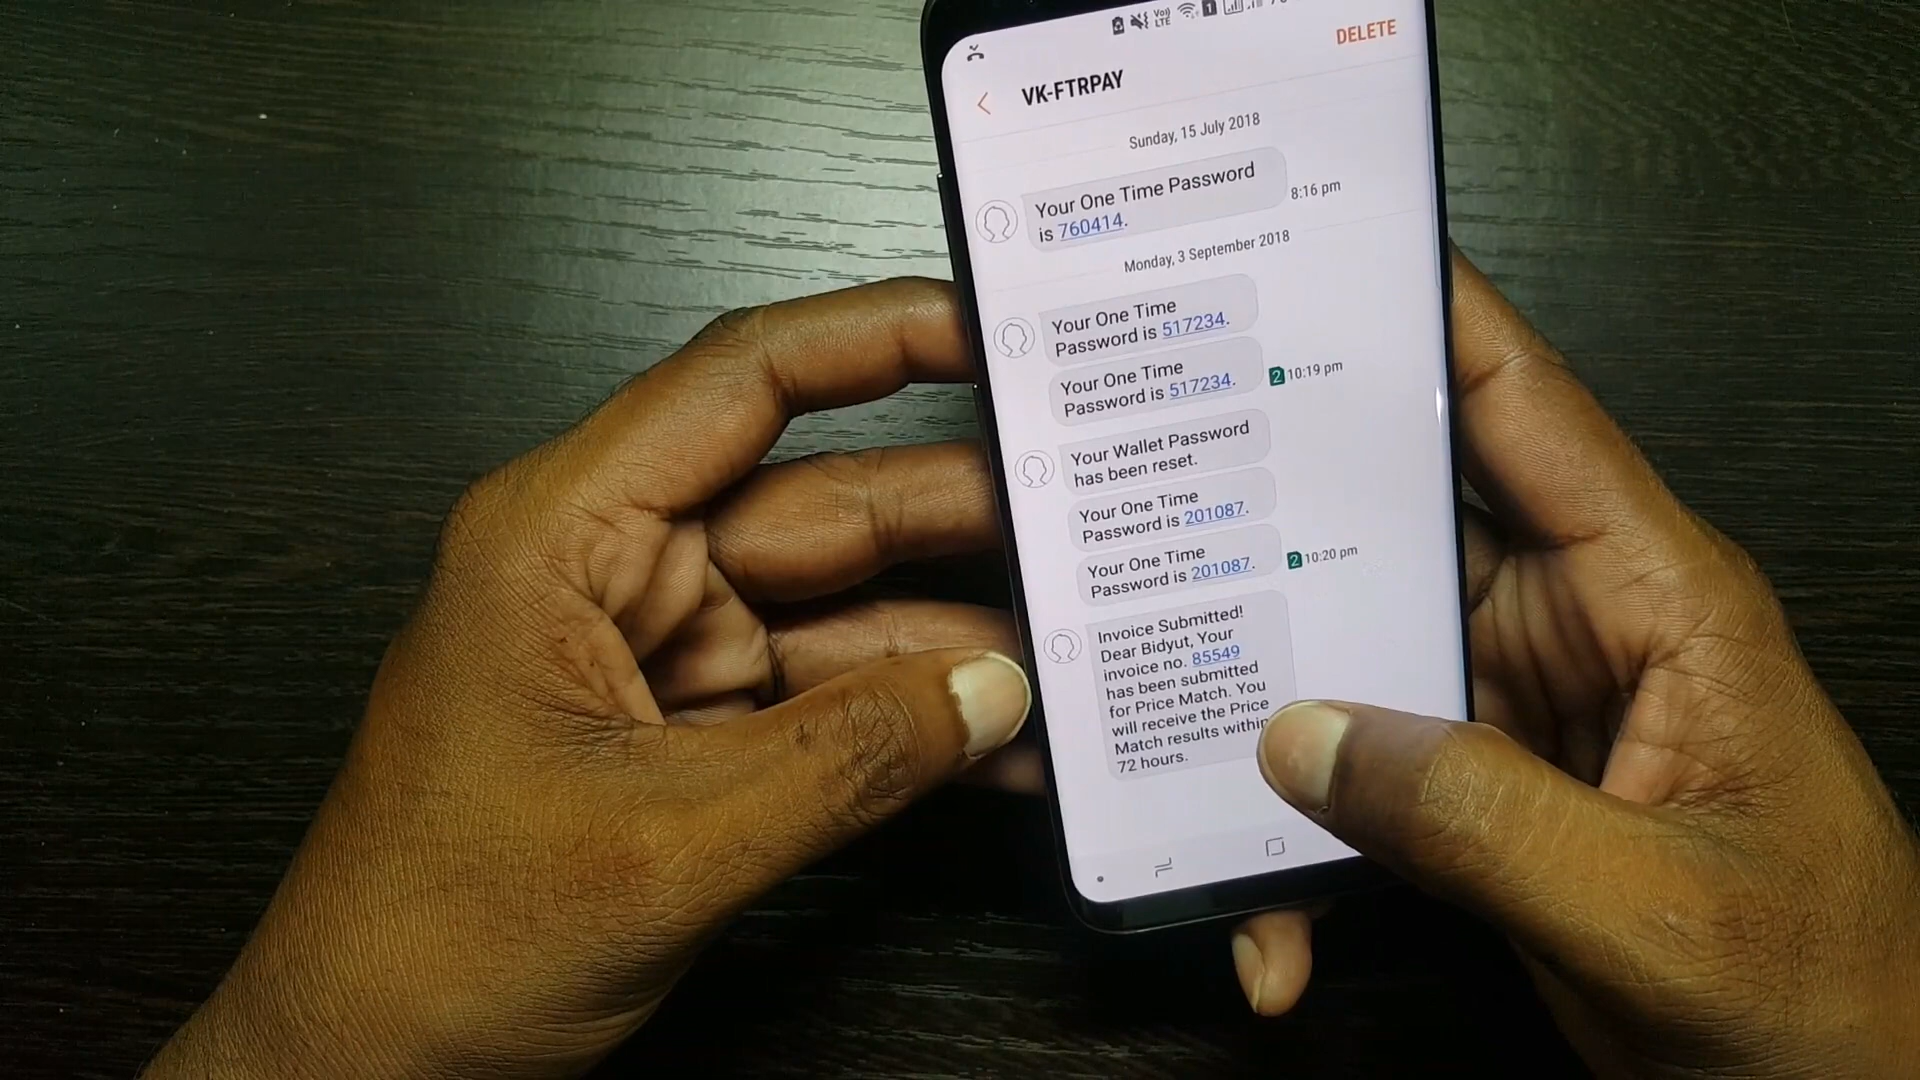 Vo))
LTE
1
DELETE
VK-FTRPAY
Sunday, 15 July 2018
Your One Time Password
is 760414.
8:16 pm
Monday, 3 September 2018
Your One Time
Password is 517234.
Your One Time
Password is 517234.
2 10:19 pm
Your Wallet Password
has been reset.
Your One Time
Password is 201087.
Your One Time
Password is 201087.
2 10:20 pm
Invoice Submitted!
Dear Bidyut, Your
invoice no. 85549
has been submitted
for Price Match. You
will receive the Price
Match results within
72 hours.